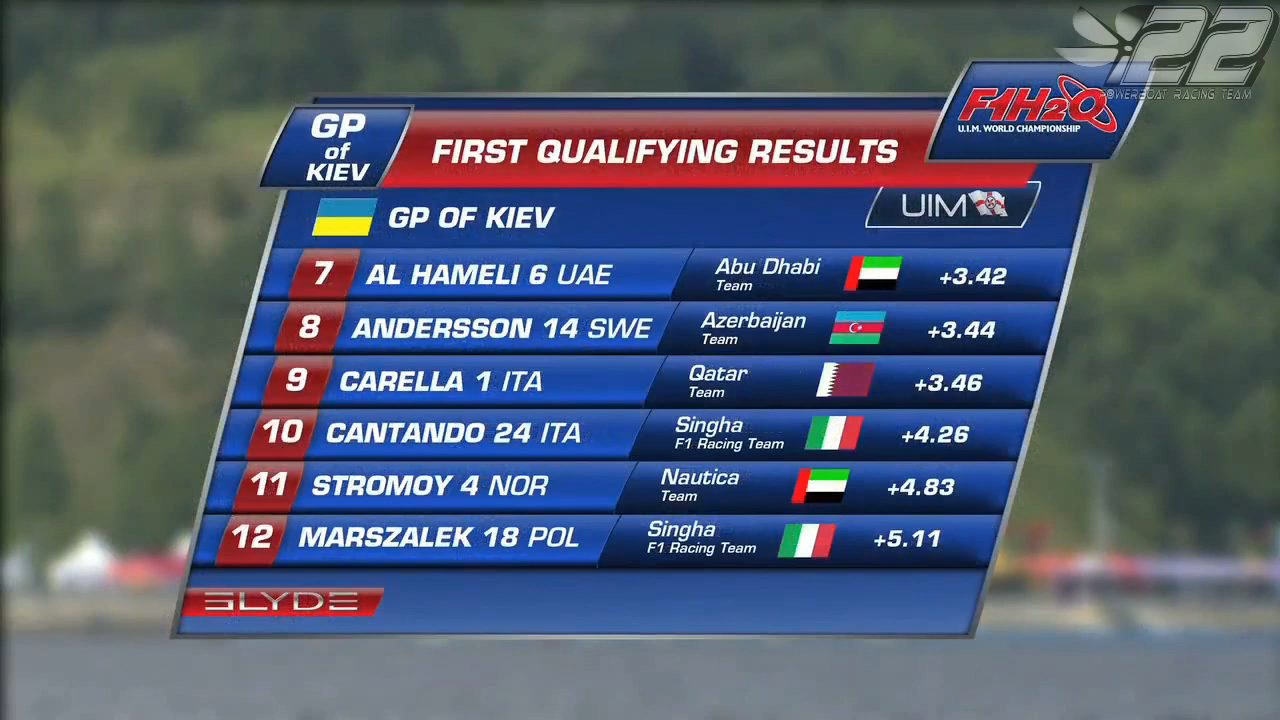 22
POWERBOAT RACING TEAM
GP
of
KIEV
FIRST QUALIFYING RESULTS
F1H2O
U.I.M. WORLD CHAMPIONSHIP
GP OF KIEV
UIM
7 AL HAMELI 6 UAE Abu Dhabi Team +3.42
8 ANDERSSON 14 SWE Azerbaijan Team +3.44
9 CARELLA 1 ITA Qatar Team +3.46
10 CANTANDO 24 ITA Singha F1 Racing Team +4.26
11 STROMOY 4 NOR Nautica Team +4.83
12 MARSZALEK 18 POL Singha F1 Racing Team +5.11
SLYDE